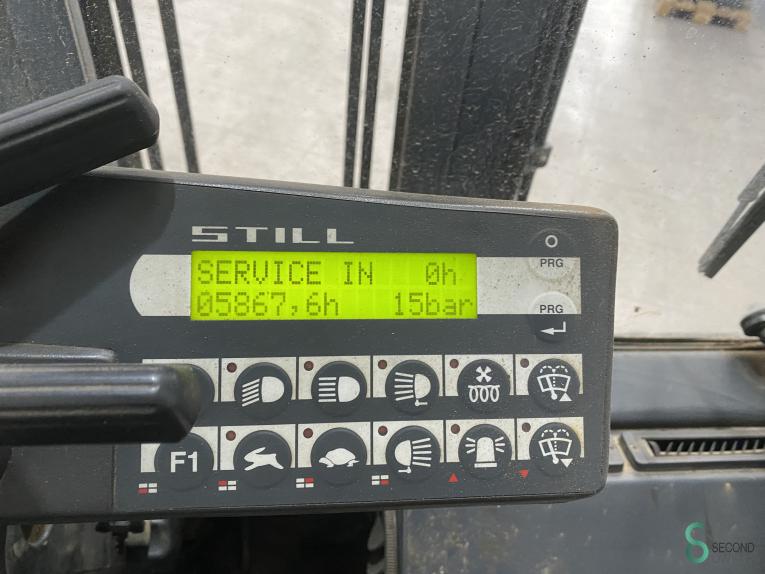 STILL
SERVICE IN 0h
05867,6h 15bar
O
PRG
PRG
F1
S SECOND